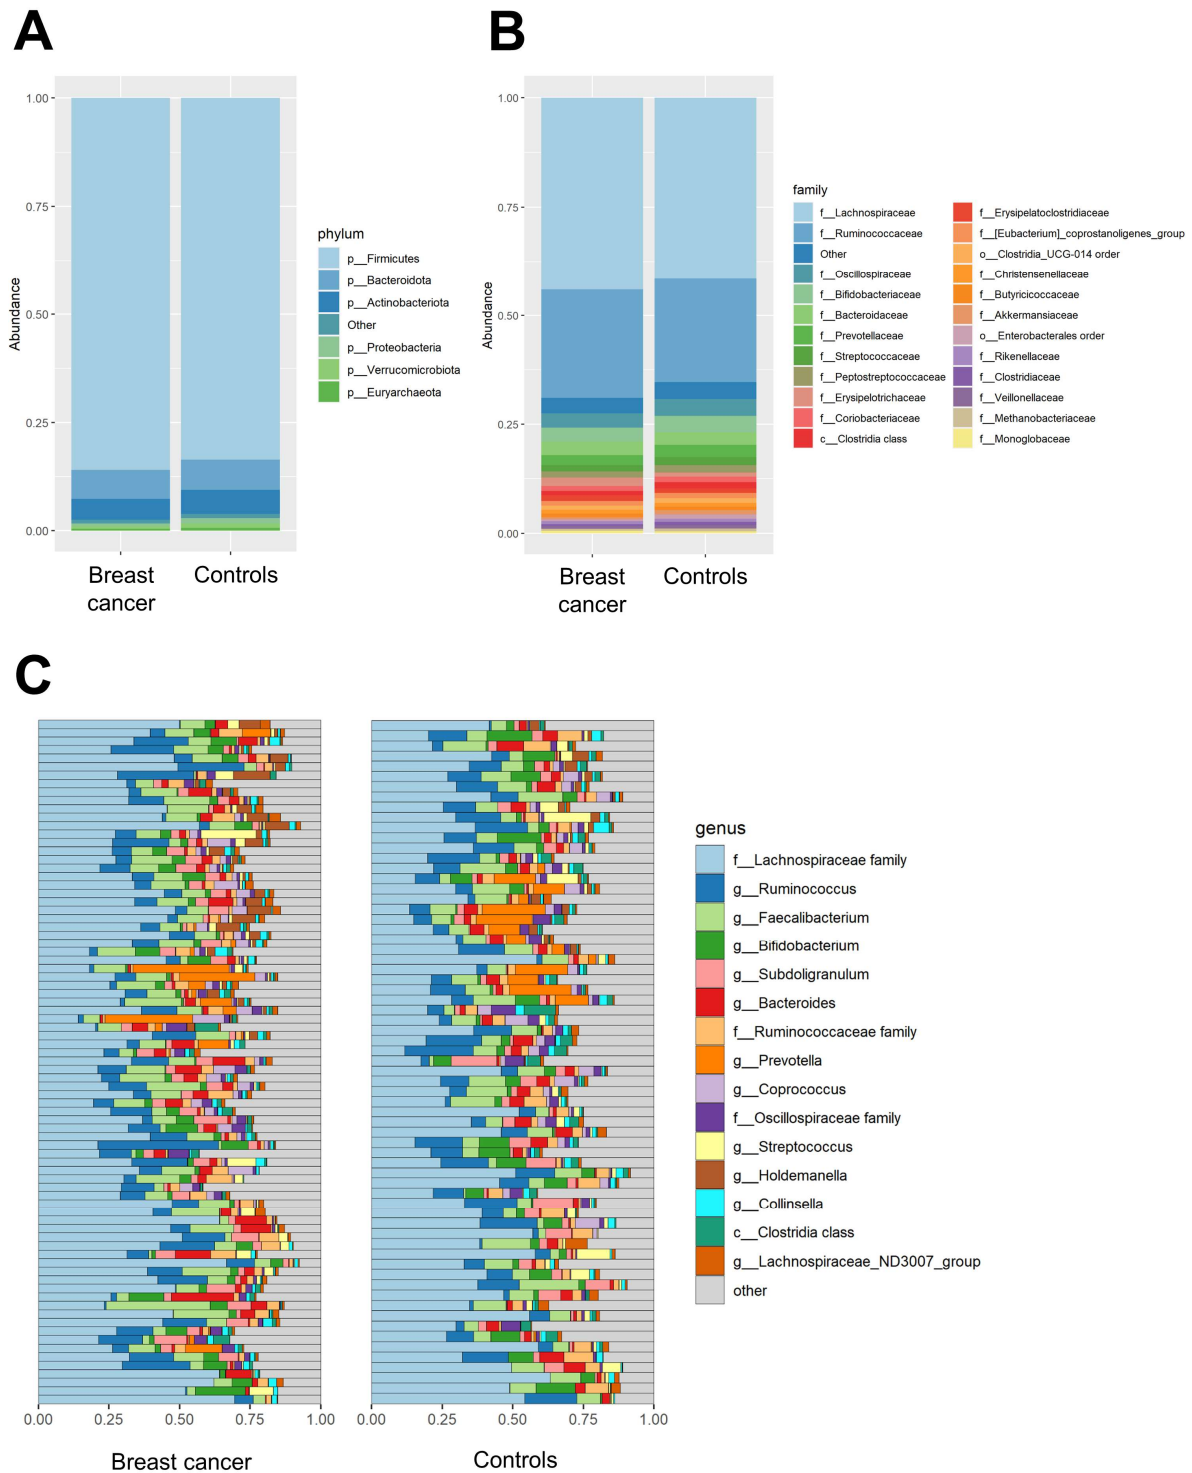 A
B
1.00
0.75
0.50
0.25
0.00
Abundance
Breast
cancer
Controls
phylum
p__Firmicutes
p__Bacteroidota
p__Actinobacteriota
Other
p__Proteobacteria
p__Verrucomicrobiota
p__Euryarchaeota
1.00
0.75
0.50
0.25
0.00
Abundance
Breast
cancer
Controls
family
f__Lachnospiraceae
f__Ruminococcaceae
Other
f__Oscillospiraceae
f__Bifidobacteriaceae
f__Bacteroidaceae
f__Prevotellaceae
f__Streptococcaceae
f__Peptostreptococcaceae
f__Erysipelotrichaceae
f__Coriobacteriaceae
c__Clostridia class
f__Erysipelatoclostridiaceae
f__[Eubacterium]_coprostanoligenes_group
o__Clostridia_UCG-014 order
f__Christensenellaceae
f__Butyricicoccaceae
f__Akkermansiaceae
o__Enterobacterales order
f__Rikenellaceae
f__Clostridiaceae
f__Veillonellaceae
f__Methanobacteriaceae
f__Monoglobaceae
C
0.00 0.25 0.50 0.75 1.00
Breast cancer
0.00 0.25 0.50 0.75 1.00
Controls
genus
f__Lachnospiraceae family
g__Ruminococcus
g__Faecalibacterium
g__Bifidobacterium
g__Subdoligranulum
g__Bacteroides
f__Ruminococcaceae family
g__Prevotella
g__Coprococcus
f__Oscillospiraceae family
g__Streptococcus
g__Holdemanella
g__Collinsella
c__Clostridia class
g__Lachnospiraceae_ND3007_group
other